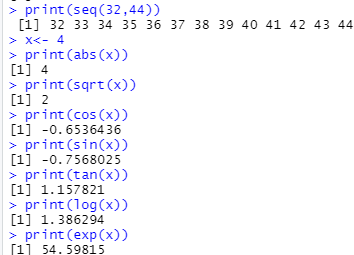 > print(seq(32,44))
[1] 32 33 34 35 36 37 38 39 40 41 42 43 44
> x<- 4
> print(abs(x))
[1] 4
> print(sqrt(x))
[1] 2
> print(cos(x))
[1] -0.6536436
> print(sin(x))
[1] -0.7568025
> print(tan(x))
[1] 1.157821
> print(log(x))
[1] 1.386294
> print(exp(x))
[1] 54.59815